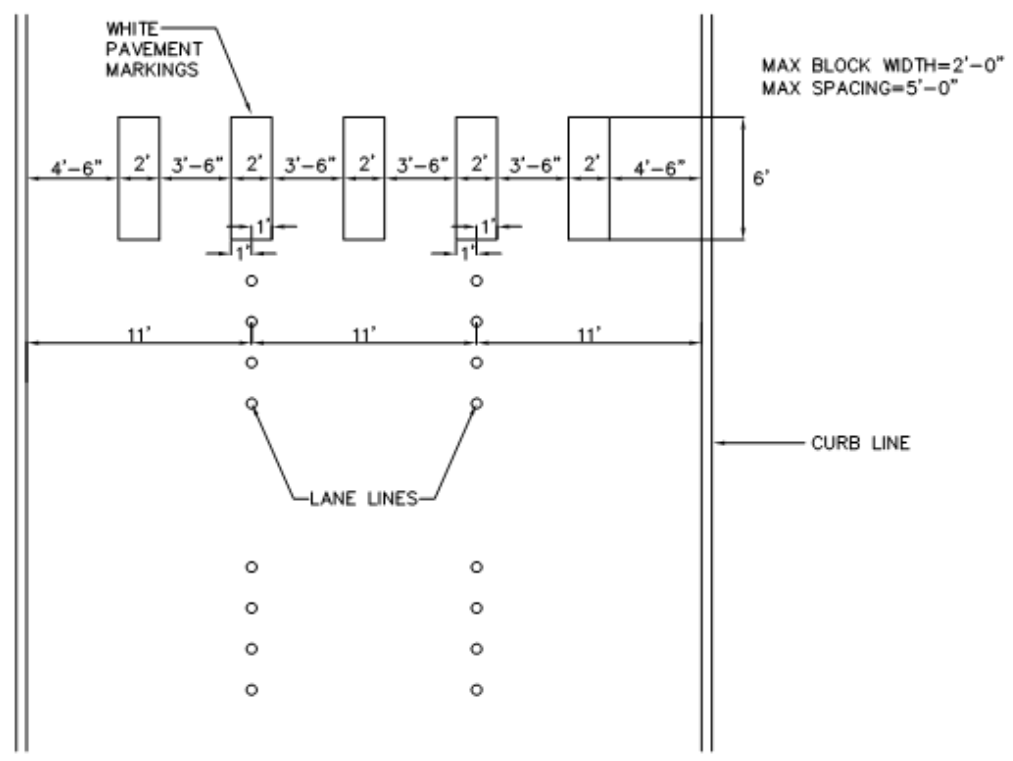 WHITE
PAVEMENT
MARKINGS
MAX BLOCK WIDTH=2'-0"
MAX SPACING=5'-0"
4'-6" 2' 3'-6" 2' 3'-6" 2' 3'-6" 2' 3'-6" 2' 4'-6"
6'
1' 1'
1' 1'
11' 11' 11'
CURB LINE
LANE LINES